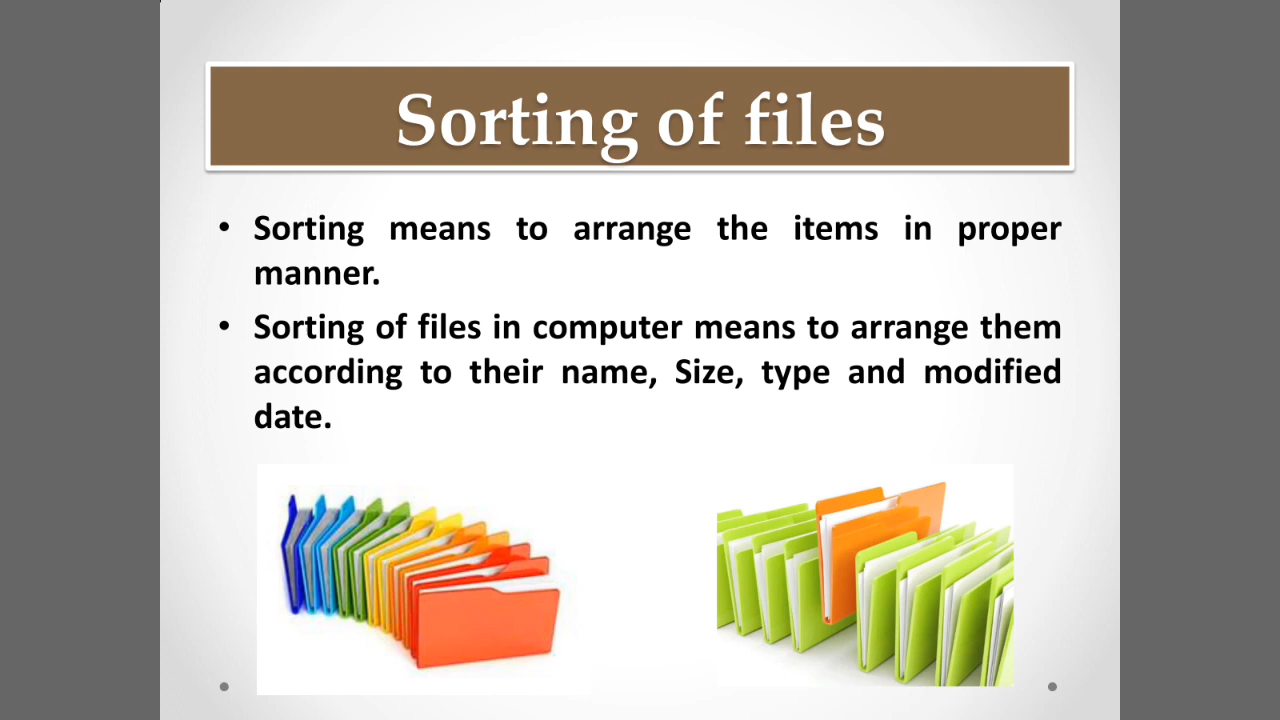 Sorting of files
• Sorting means to arrange the items in proper
manner.
• Sorting of files in computer means to arrange them
according to their name, Size, type and modified
date.